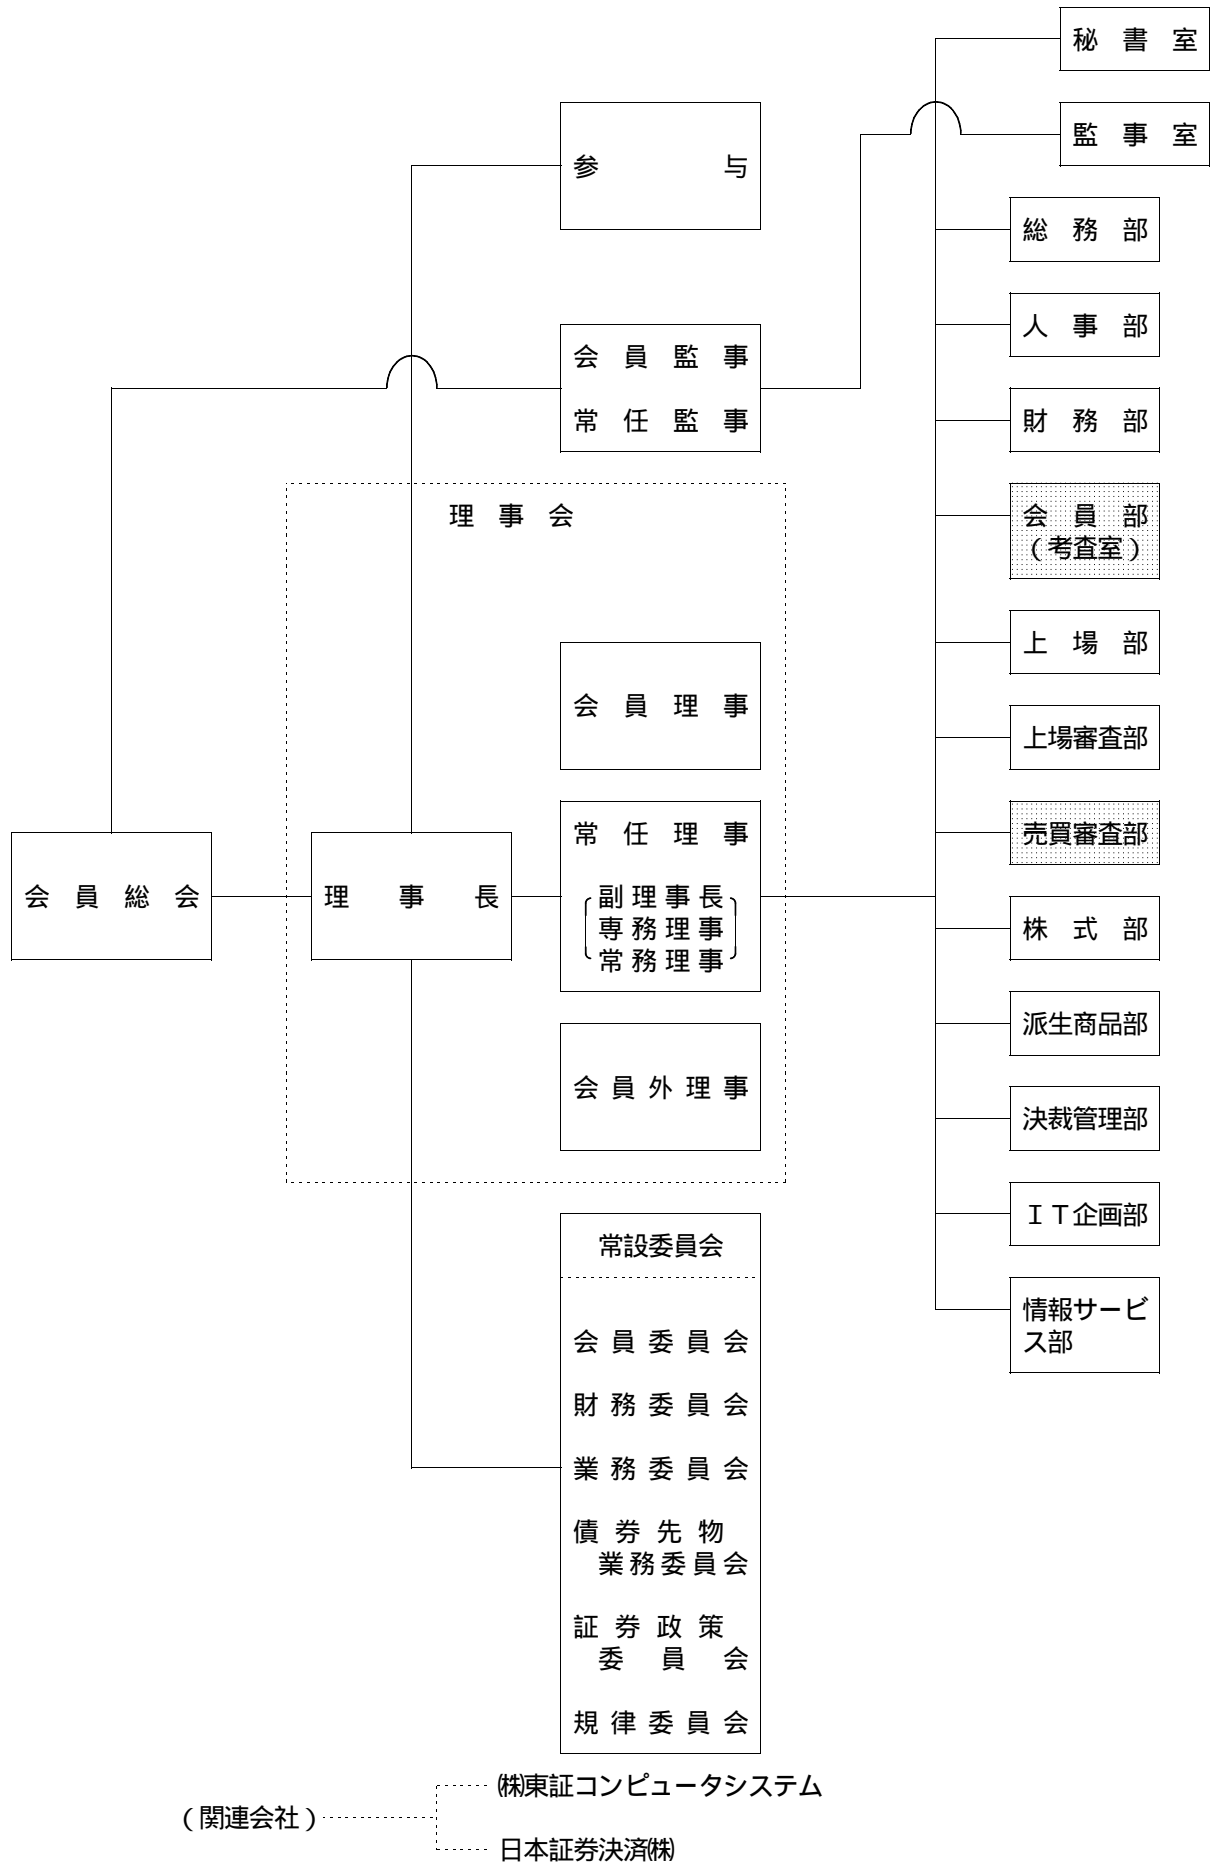 秘書室
監事室
参与
総務部
人事部
会員監事
常任監事
財務部
理事会
会員部
（考査室）
上場部
会員理事
上場審査部
常任理事
売買審査部
会員総会
理事長
副理事長
専務理事
常務理事
株式部
派生商品部
会員外理事
決裁管理部
ＩＴ企画部
常設委員会
情報サービ
ス部
会員委員会
財務委員会
業務委員会
債券先物
業務委員会
証券政策
委員会
規律委員会
（関連会社）
㈱東証コンピュータシステム
日本証券決済㈱